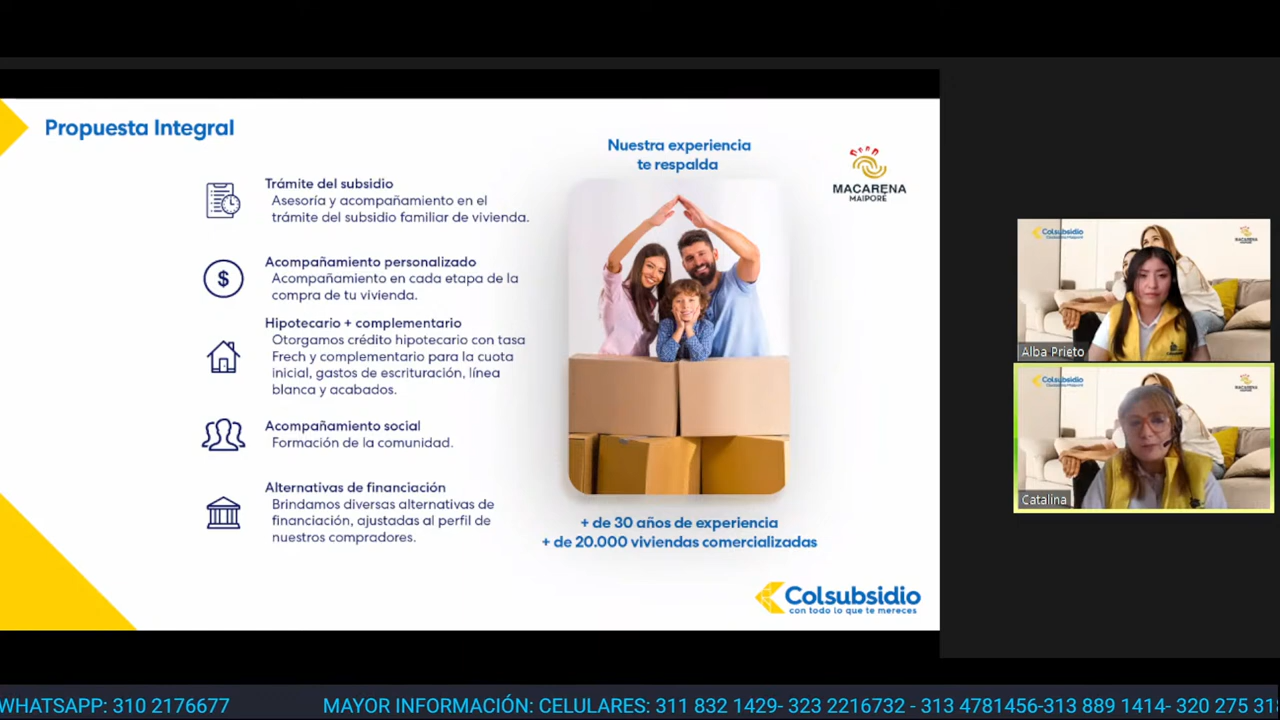 Propuesta Integral
Trámite del subsidio
Asesoría y acompañamiento en el
trámite del subsidio familiar de vivienda.
$
Acompañamiento personalizado
Acompañamiento en cada etapa de la
compra de tu vivienda.
Hipotecario + complementario
Otorgamos crédito hipotecario con tasa
Frech y complementario para la cuota
inicial, gastos de escrituración, línea
blanca y acabados.
Acompañamiento social
Formación de la comunidad.
Alternativas de financiación
Brindamos diversas alternativas de
financiación, ajustadas al perfil de
nuestros compradores.
Nuestra experiencia
te respalda
MACARENA
MAIPORÉ
+ de 30 años de experiencia
+ de 20.000 viviendas comercializadas
Colsubsidio
con todo lo que te mereces
Colsubsidio
Alba Prieto
Colsubsidio
Catalina
WHATSAPP: 310 2176677 MAYOR INFORMACIÓN: CELULARES: 311 832 1429- 323 2216732 - 313 4781456-313 889 1414- 320 275